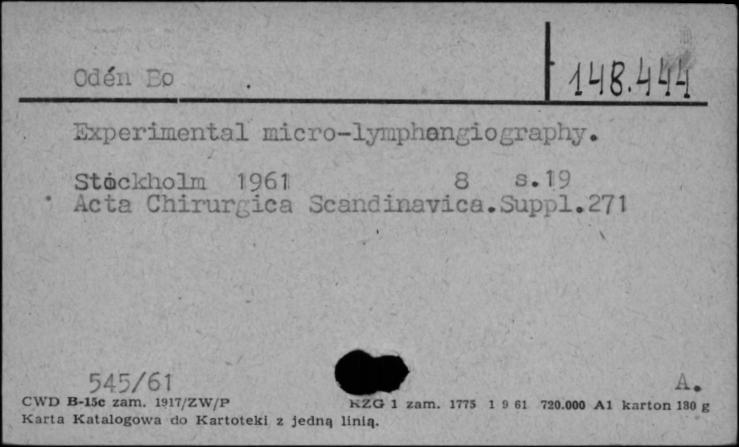 Odén Bo 148.444
Experimental micro-lymphangiography.
Stockholm 1961 8 s.19
Acta Chirurgica Scandinavica.Suppl.271
545/61 A.
CWD B-15c zam. 1917/ZW/P RZG 1 zam. 1775 1 9 61 720.000 A1 karton 180 g
Karta Katalogowa do Kartoteki z jedną linią.